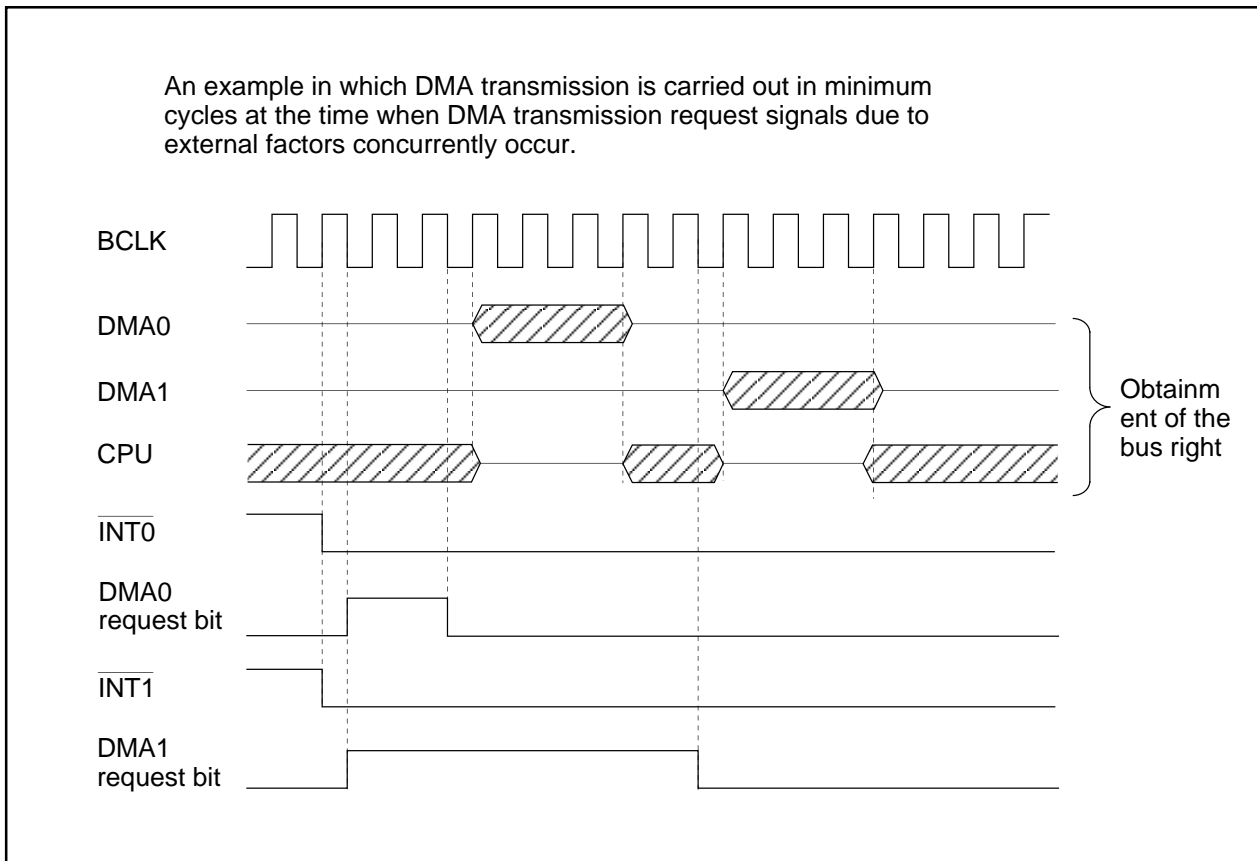 An example in which DMA transmission is carried out in minimum
cycles at the time when DMA transmission request signals due to
external factors concurrently occur.
BCLK
DMA0
DMA1
CPU
Obtainm
ent of the
bus right
INT0
DMA0
request bit
INT1
DMA1
request bit